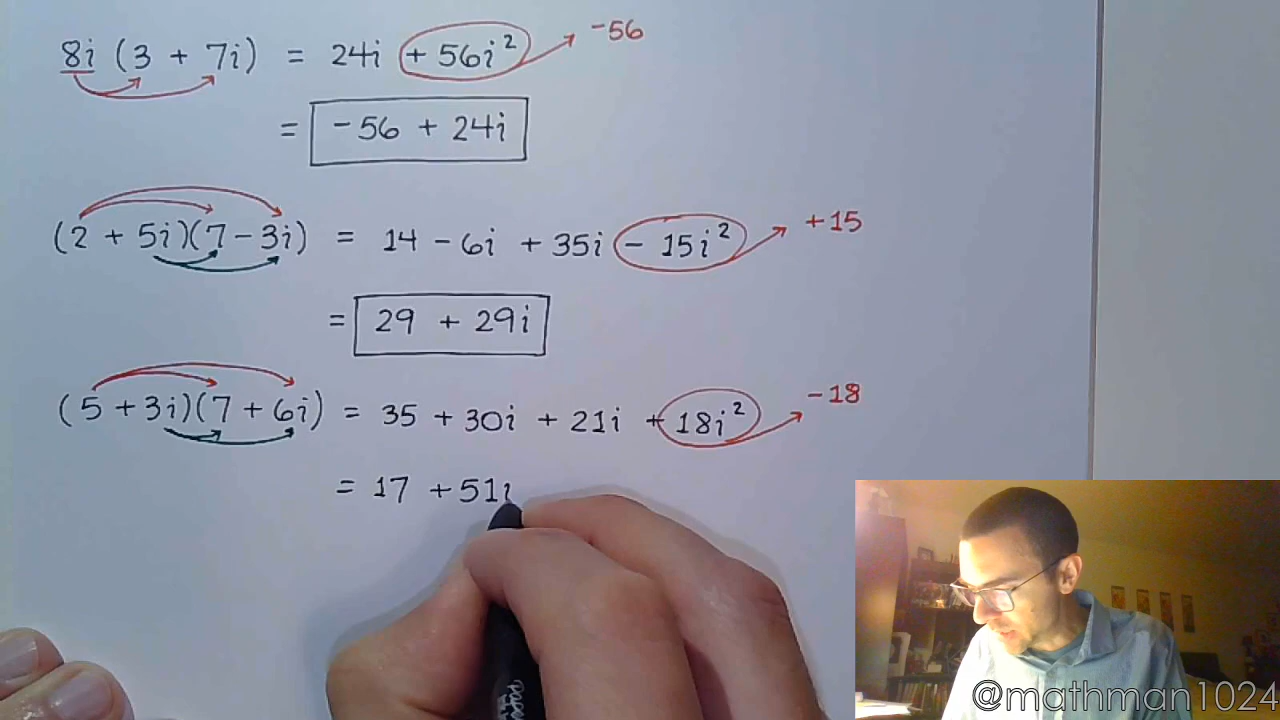 8i (3 + 7i) = 24i + 56i² -56
= -56 + 24i
(2 + 5i)(7 - 3i) = 14 - 6i + 35i - 15i² +15
= 29 + 29i
(5 + 3i)(7 + 6i) = 35 + 30i + 21i + 18i² -18
= 17 + 51i
@mathman1024